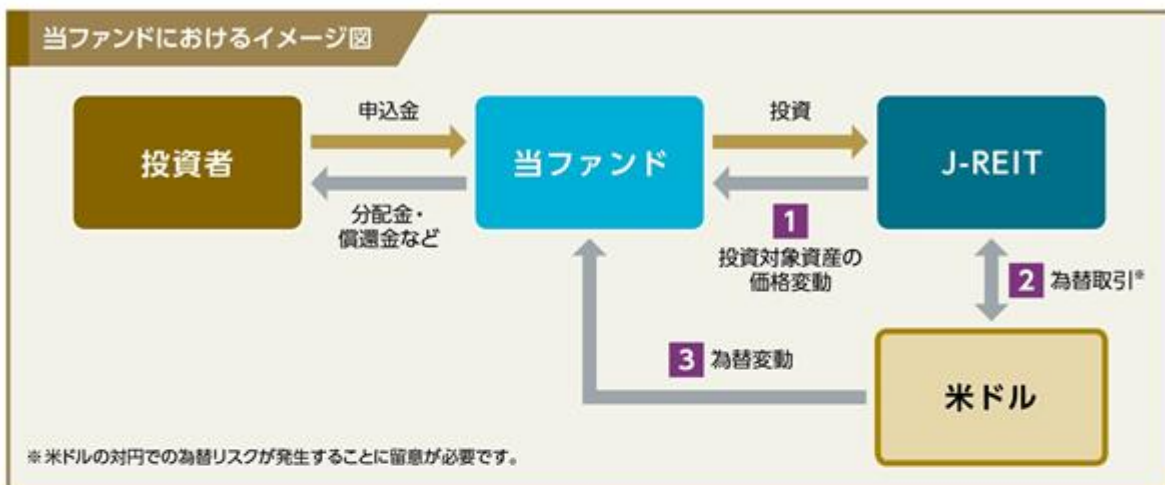 当ファンドにおけるイメージ図
投資者
申込金
分配金・
償還金など
当ファンド
投資
1
投資対象資産の
価格変動
J-REIT
2 為替取引※
3 為替変動
米ドル
※米ドルの対円での為替リスクが発生することに留意が必要です。